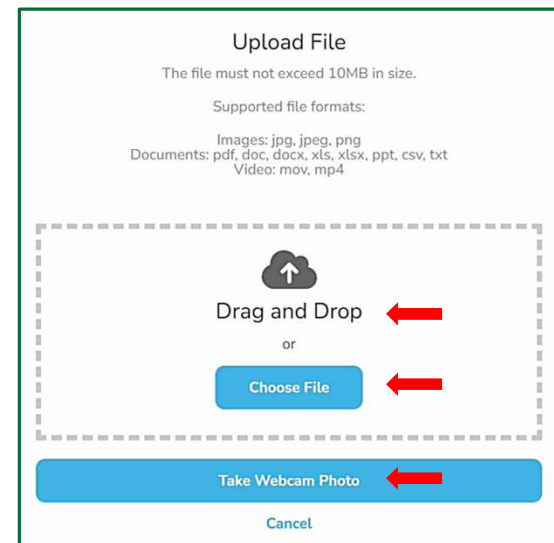 Upload File
The file must not exceed 10MB in size.
Supported file formats:
Images: jpg, jpeg, png
Documents: pdf, doc, docx, xls, xlsx, ppt, csv, txt
Video: mov, mp4
Drag and Drop
or
Choose File
Take Webcam Photo
Cancel